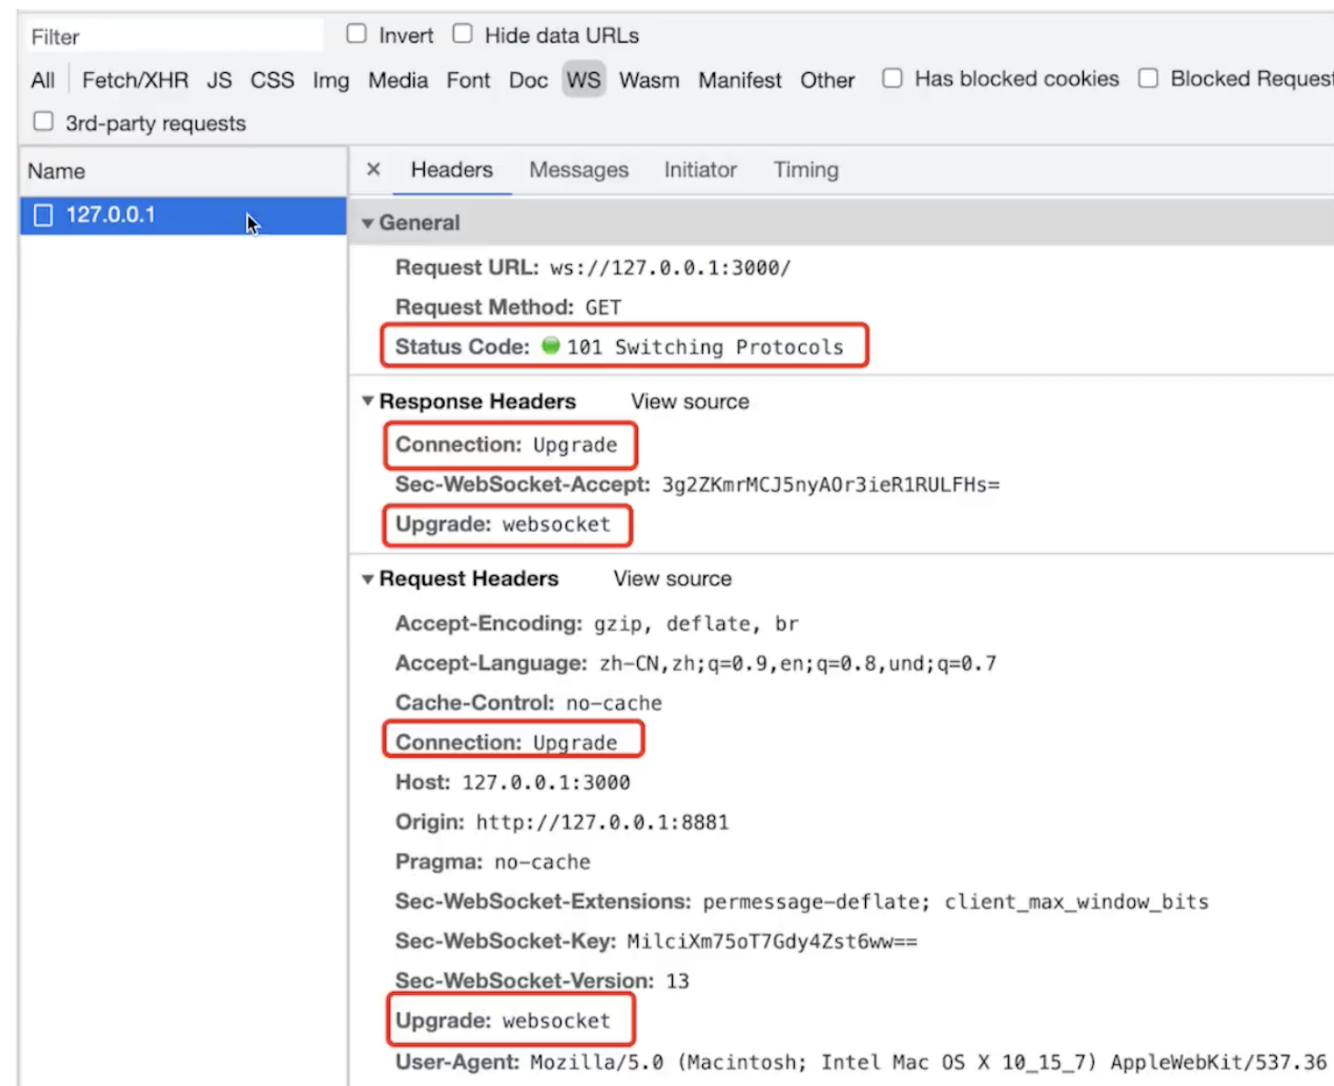 Filter Invert Hide data URLs
All Fetch/XHR JS CSS Img Media Font Doc WS Wasm Manifest Other Has blocked cookies Blocked Request
3rd-party requests
Name
127.0.0.1
× Headers Messages Initiator Timing
General
Request URL: ws://127.0.0.1:3000/
Request Method: GET
Status Code: 101 Switching Protocols
Response Headers View source
Connection: Upgrade
Sec-WebSocket-Accept: 3g2ZKmrMCJ5nyAOr3ieR1RULFHs=
Upgrade: websocket
Request Headers View source
Accept-Encoding: gzip, deflate, br
Accept-Language: zh-CN,zh;q=0.9,en;q=0.8,und;q=0.7
Cache-Control: no-cache
Connection: Upgrade
Host: 127.0.0.1:3000
Origin: http://127.0.0.1:8881
Pragma: no-cache
Sec-WebSocket-Extensions: permessage-deflate; client_max_window_bits
Sec-WebSocket-Key: MilciXm75oT7Gdy4Zst6ww==
Sec-WebSocket-Version: 13
Upgrade: websocket
User-Agent: Mozilla/5.0 (Macintosh; Intel Mac OS X 10_15_7) AppleWebKit/537.36